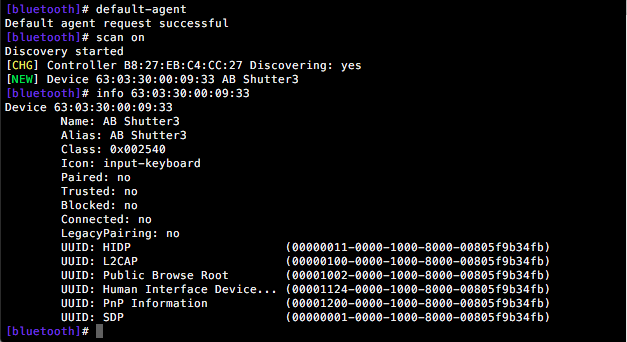 [bluetooth]# default-agent
Default agent request successful
[bluetooth]# scan on
Discovery started
[CHG] Controller B8:27:EB:C4:CC:27 Discovering: yes
[NEW] Device 63:03:30:00:09:33 AB Shutter3
[bluetooth]# info 63:03:30:00:09:33
Device 63:03:30:00:09:33
Name: AB Shutter3
Alias: AB Shutter3
Class: 0x002540
Icon: input-keyboard
Paired: no
Trusted: no
Blocked: no
Connected: no
LegacyPairing: no
UUID: HIDP (00000011-0000-1000-8000-00805f9b34fb)
UUID: L2CAP (00000100-0000-1000-8000-00805f9b34fb)
UUID: Public Browse Root (00001002-0000-1000-8000-00805f9b34fb)
UUID: Human Interface Device... (00001124-0000-1000-8000-00805f9b34fb)
UUID: PnP Information (00001200-0000-1000-8000-00805f9b34fb)
UUID: SDP (00000001-0000-1000-8000-00805f9b34fb)
[bluetooth]#